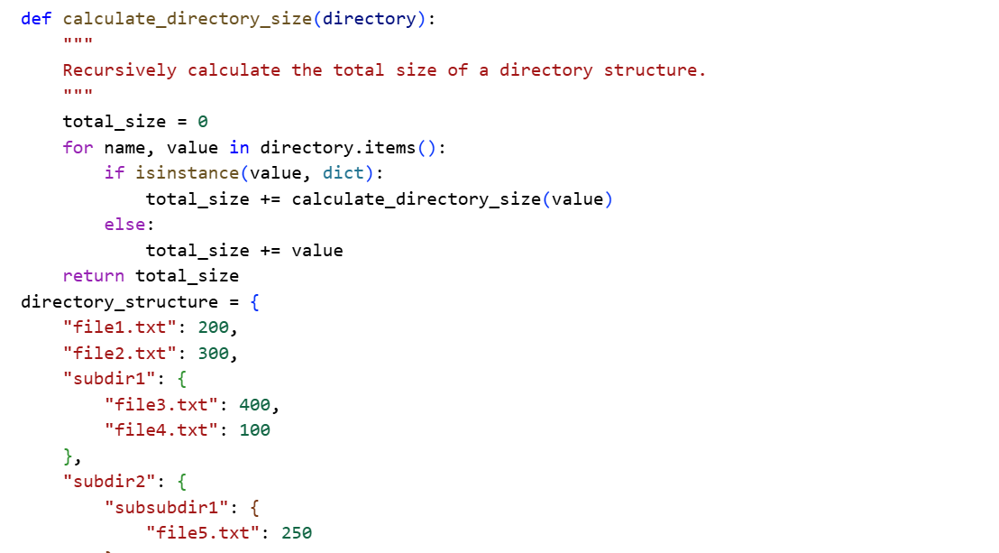 def calculate_directory_size(directory):
    """
    Recursively calculate the total size of a directory structure.
    """
    total_size = 0
    for name, value in directory.items():
        if isinstance(value, dict):
            total_size += calculate_directory_size(value)
        else:
            total_size += value
    return total_size
directory_structure = {
    "file1.txt": 200,
    "file2.txt": 300,
    "subdir1": {
        "file3.txt": 400,
        "file4.txt": 100
    },
    "subdir2": {
        "subsubdir1": {
            "file5.txt": 250